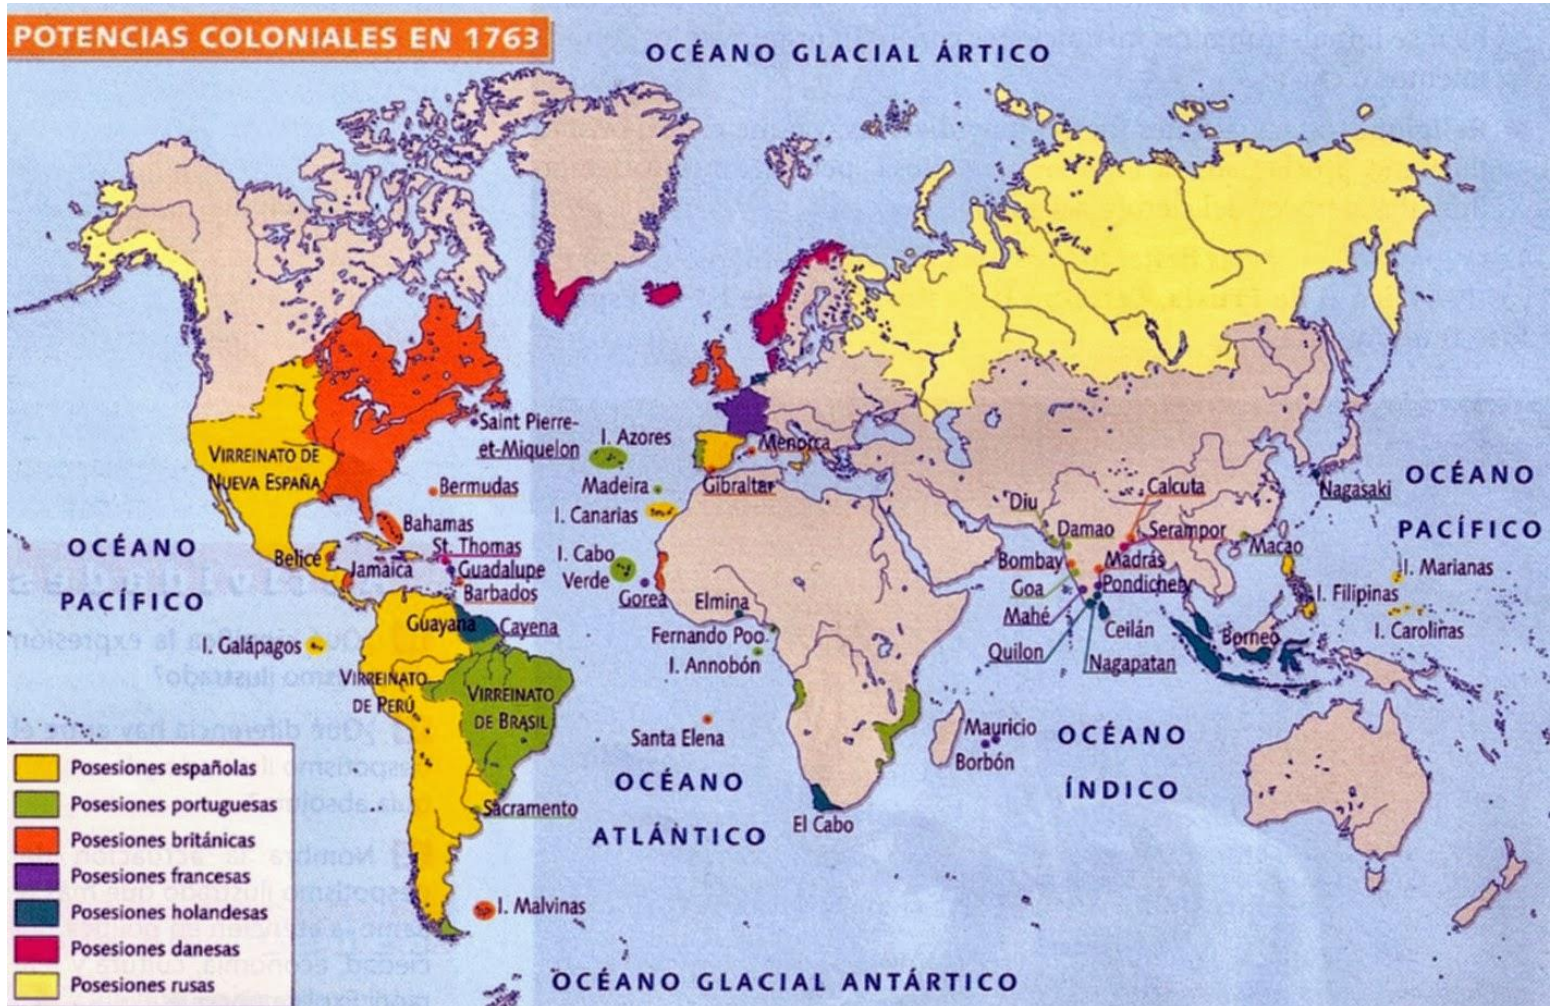 POTENCIAS COLONIALES EN 1763
OCÉANO GLACIAL ÁRTICO
Saint Pierre-
et-Miquelon
I. Azores
Menorca
VIRREINATO DE
NUEVA ESPAÑA
Bermudas
Madeira
Gibraltar
Diu
Calcuta
Nagasaki
OCÉANO
PACÍFICO
Bahamas
I. Canarias
Damao
Serampor
Macao
OCÉANO
PACÍFICO
Belice
St. Thomas
Jamaica
Guadalupe
Barbados
I. Cabo
Verde
Gorea
Bombay
Madrás
Goa
Pondichery
Mahé
I. Marianas
I. Filipinas
I. Carolinas
Guayana
Cayena
Elmina
Fernando Poo
I. Annobón
Quilon
Ceilán
Nagapatan
Borneo
I. Galápagos
VIRREINATO
DE PERÚ
VIRREINATO
DE BRASIL
Santa Elena
Mauricio
Borbón
OCÉANO
ÍNDICO
OCÉANO
ATLÁNTICO
Sacramento
El Cabo
I. Malvinas
OCÉANO GLACIAL ANTÁRTICO
Posesiones españolas
Posesiones portuguesas
Posesiones británicas
Posesiones francesas
Posesiones holandesas
Posesiones danesas
Posesiones rusas